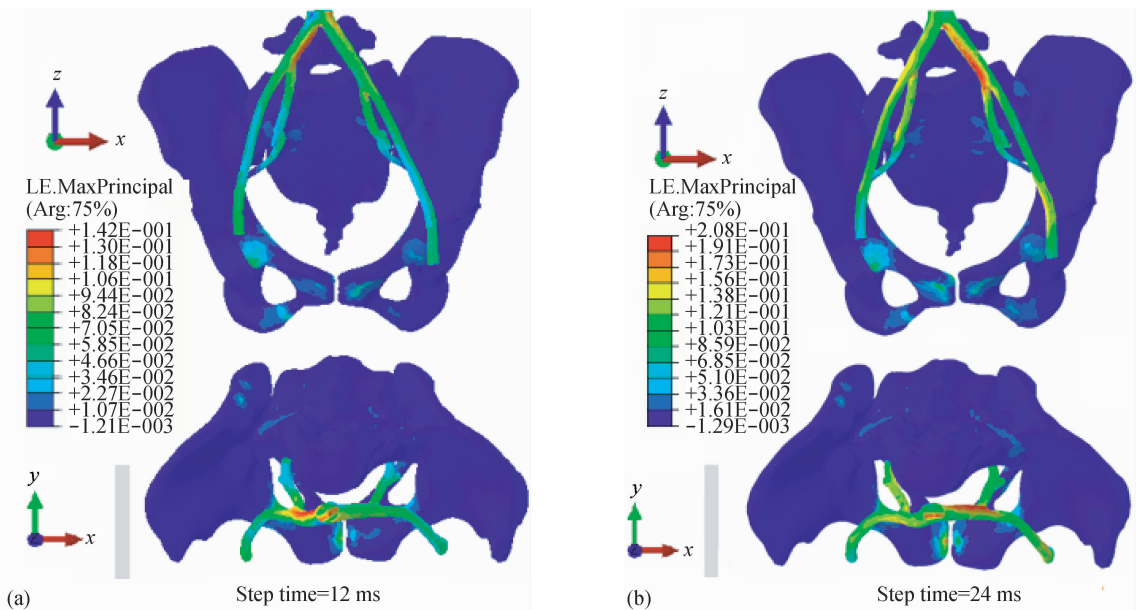 z
x
LE.MaxPrincipal
(Arg:75%)
+1.42E−001
+1.30E−001
+1.18E−001
+1.06E−001
+9.44E−002
+8.24E−002
+7.05E−002
+5.85E−002
+4.66E−002
+3.46E−002
+2.27E−002
+1.07E−002
−1.21E−003
y
x
(a)
Step time=12 ms
z
x
LE.MaxPrincipal
(Arg:75%)
+2.08E−001
+1.91E−001
+1.73E−001
+1.56E−001
+1.38E−001
+1.21E−001
+1.03E−001
+8.59E−002
+6.85E−002
+5.10E−002
+3.36E−002
+1.61E−002
−1.29E−003
y
x
(b)
Step time=24 ms